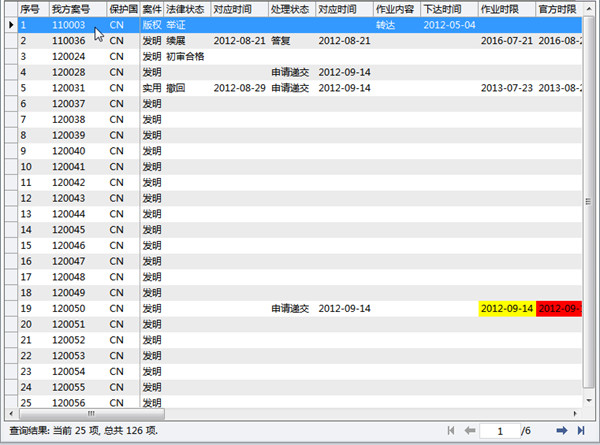 序号 我方案号 保护国 案件 法律状态 对应时间 处理状态 对应时间 作业内容 下达时间 作业时限 官方时限
1 110003 CN 版权 举证 转达 2012-05-04
2 110036 CN 发明 续展 2012-08-21 答复 2012-08-21 2016-07-21 2016-08-2
3 120024 CN 发明 初审合格
4 120028 CN 发明 申请递交 2012-09-14
5 120031 CN 实用 撤回 2012-08-29 申请递交 2012-09-14 2013-07-23 2013-08-2
6 120037 CN 发明
7 120038 CN 发明
8 120039 CN 发明
9 120040 CN 发明
10 120041 CN 发明
11 120042 CN 发明
12 120043 CN 发明
13 120044 CN 发明
14 120045 CN 发明
15 120046 CN 发明
16 120047 CN 发明
17 120048 CN 发明
18 120049 CN 发明
19 120050 CN 发明 申请递交 2012-09-14 2012-09-14 2012-09-
20 120051 CN 发明
21 120052 CN 发明
22 120053 CN 发明
23 120054 CN 发明
24 120055 CN 发明
25 120056 CN 发明
查询结果: 当前 25 项, 总共 126 项. 1 /6